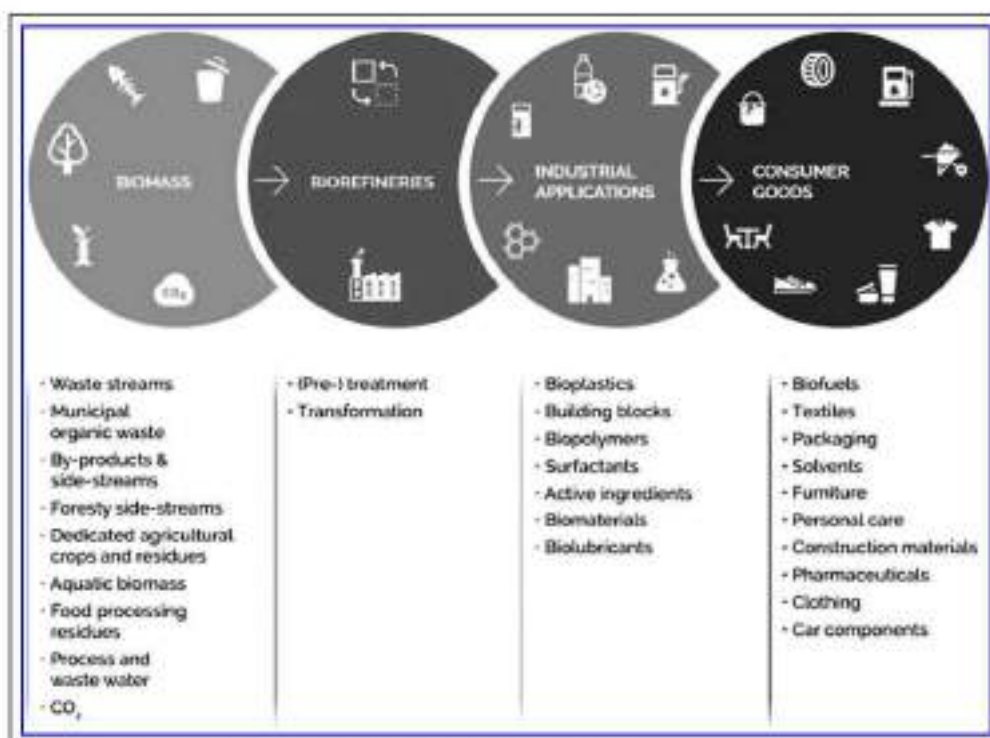 BIOMASS
BIOREFINERIES
INDUSTRIAL
APPLICATIONS
CONSUMER
GOODS
CO₂
- Waste streams
- Municipal
organic waste
- By-products &
side-streams
- Foresty side-streams
- Dedicated agricultural
crops and residues
- Aquatic biomass
- Food processing
residues
- Process and
waste water
- CO₂
- (Pre-) treatment
- Transformation
- Bioplastics
- Building blocks
- Biopolymers
- Surfactants
- Active ingredients
- Biomaterials
- Biolubricants
- Biofuels
- Textiles
- Packaging
- Solvents
- Furniture
- Personal care
- Construction materials
- Pharmaceuticals
- Clothing
- Car components